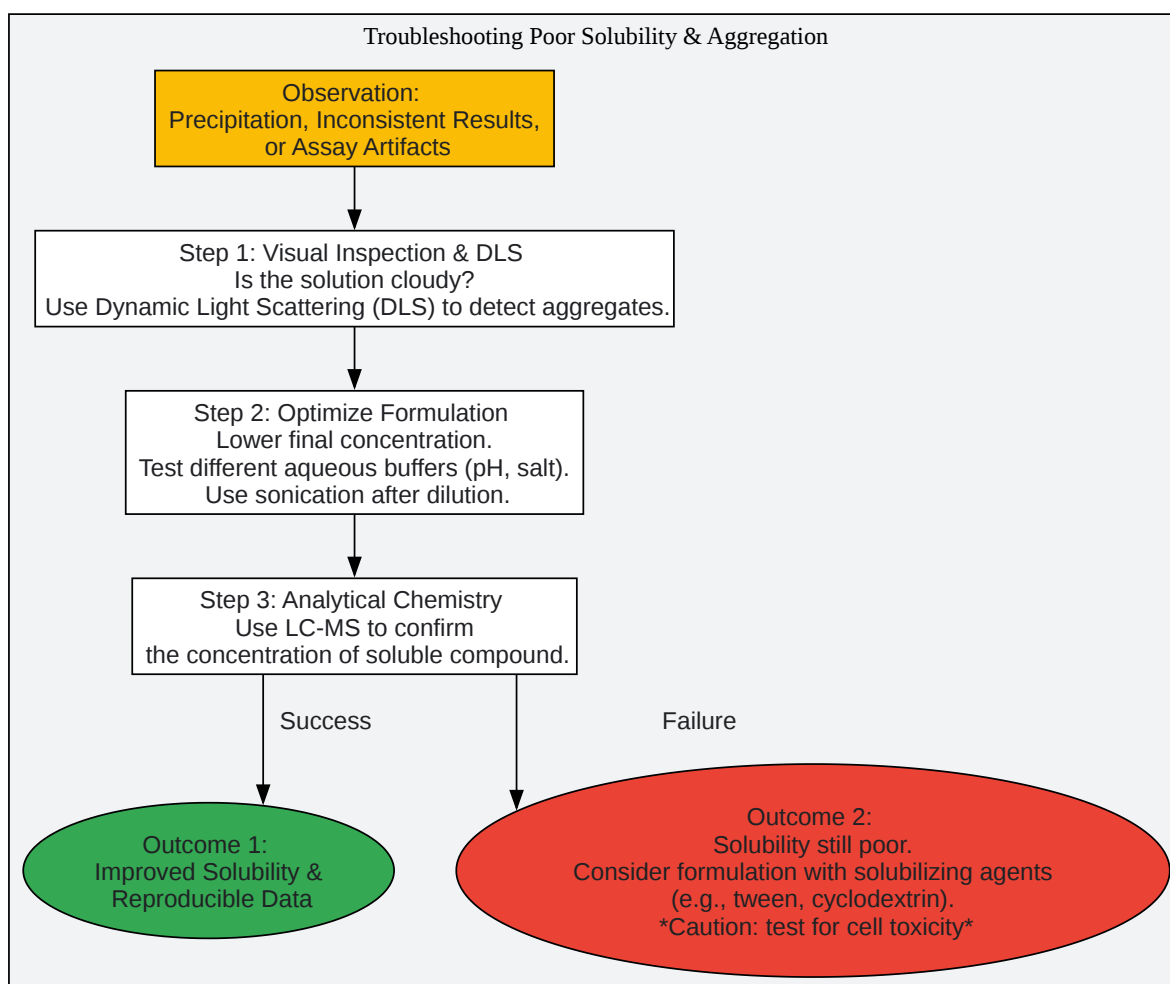 Troubleshooting Poor Solubility & Aggregation
Observation:
Precipitation, Inconsistent Results,
or Assay Artifacts
Step 1: Visual Inspection & DLS
Is the solution cloudy?
Use Dynamic Light Scattering (DLS) to detect aggregates.
Step 2: Optimize Formulation
Lower final concentration.
Test different aqueous buffers (pH, salt).
Use sonication after dilution.
Step 3: Analytical Chemistry
Use LC-MS to confirm
the concentration of soluble compound.
Success
Failure
Outcome 1:
Improved Solubility &
Reproducible Data
Outcome 2:
Solubility still poor.
Consider formulation with solubilizing agents
(e.g., tween, cyclodextrin).
*Caution: test for cell toxicity*